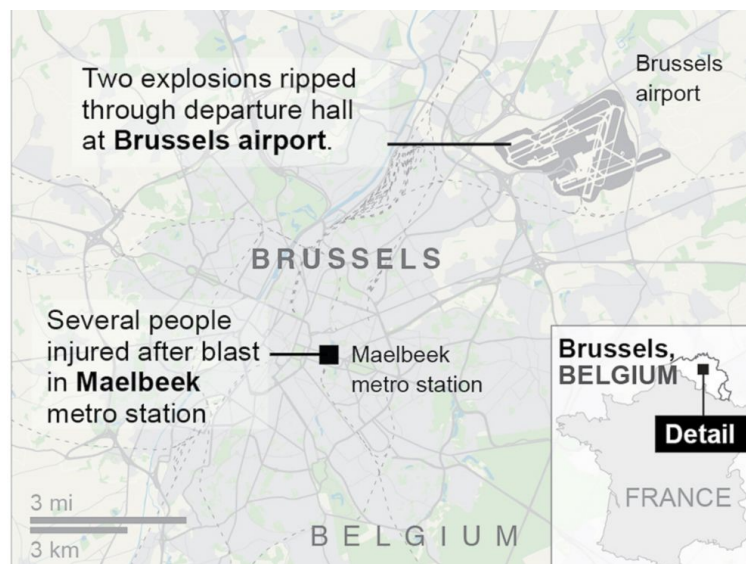 Two explosions ripped
through departure hall
at Brussels airport.
Brussels
airport
BRUSSELS
Several people
injured after blast
in Maelbeek
metro station
Maelbeek
metro station
Brussels,
BELGIUM
Detail
FRANCE
3 mi
3 km
BELGIUM